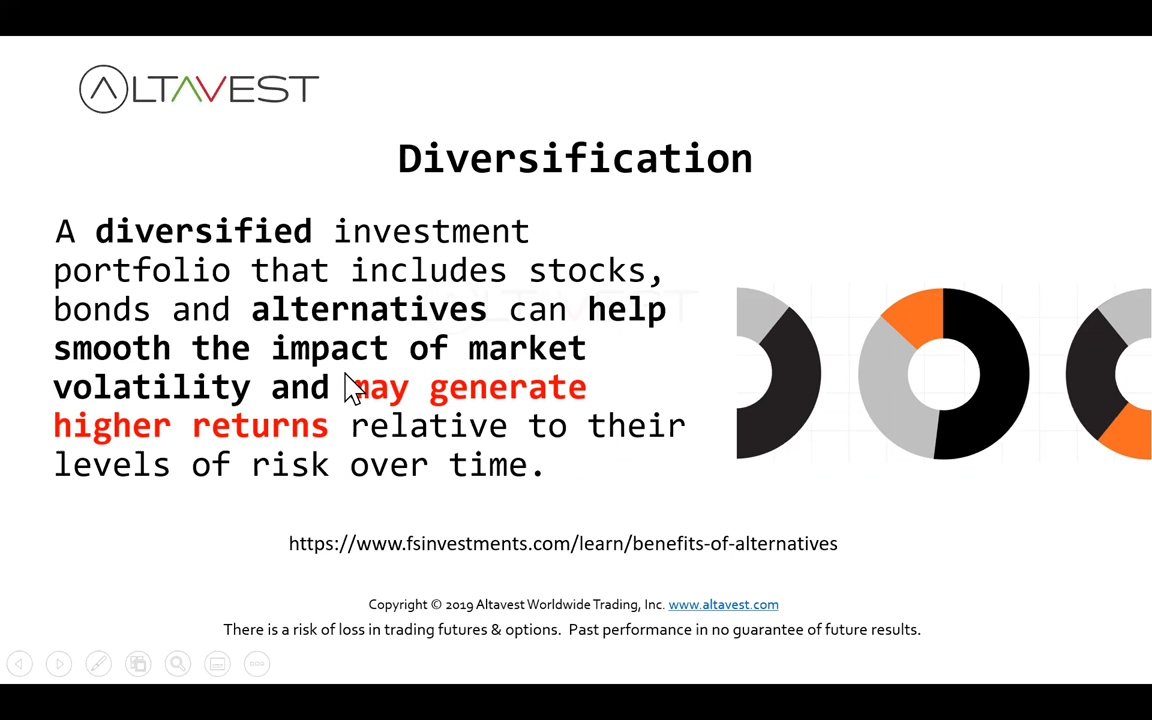 ALTAVEST
Diversification
A diversified investment
portfolio that includes stocks,
bonds and alternatives can help
smooth the impact of market
volatility and may generate
higher returns relative to their
levels of risk over time.
https://www.fsinvestments.com/learn/benefits-of-alternatives
Copyright © 2019 Altavest Worldwide Trading, Inc. www.altavest.com
There is a risk of loss in trading futures & options. Past performance in no guarantee of future results.